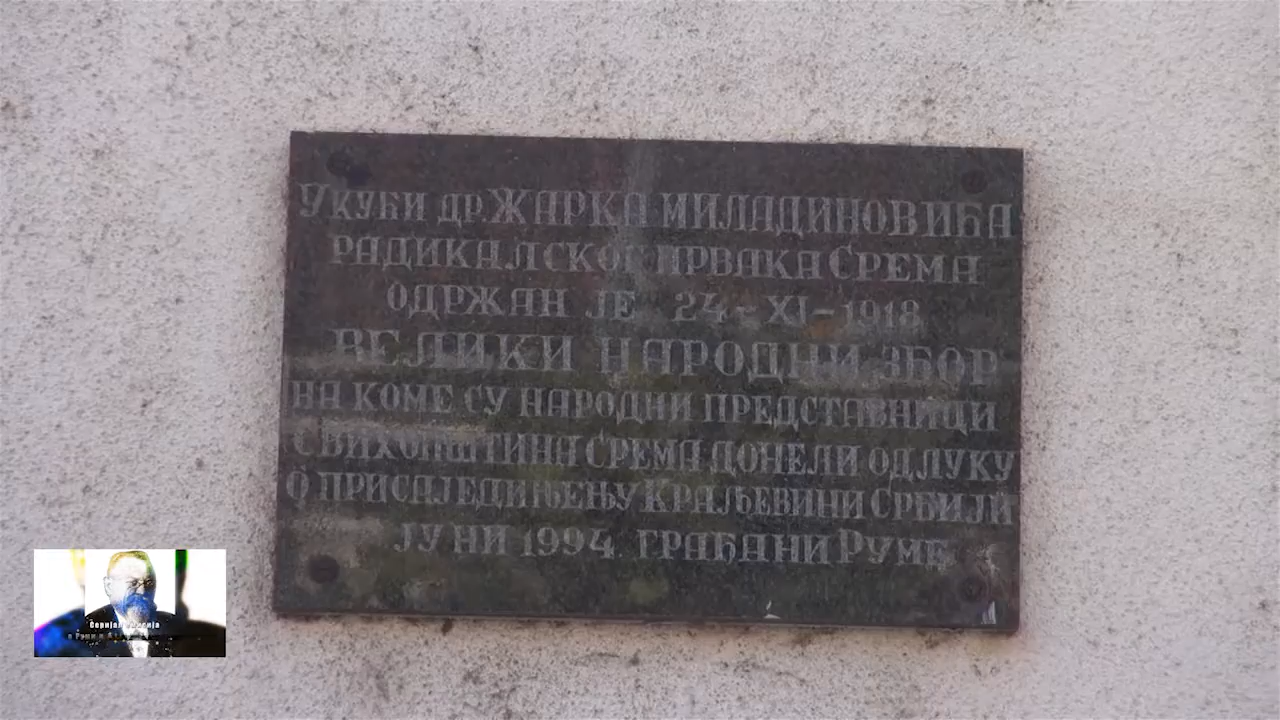 У КУЋИ ДР. ЖАРКА МИЛАДИНОВИЋА
РАДИКАЛСКОГ ПРВАКА СРЕМА
ОДРЖАН ЈЕ 24-XI-1918
ВЕЛИКИ НАРОДНИ ЗБОР
НА КОМЕ СУ НАРОДНИ ПРЕДСТАВНИЦИ
СВИХ ОПШТИНА СРЕМА ДОНЕЛИ ОДЛУКУ
О ПРИСАЈЕДИЊЕЊУ КРАЉЕВИНИ СРБИЈИ
ЈУНИ 1994. ГРАЂАНИ РУМЕ